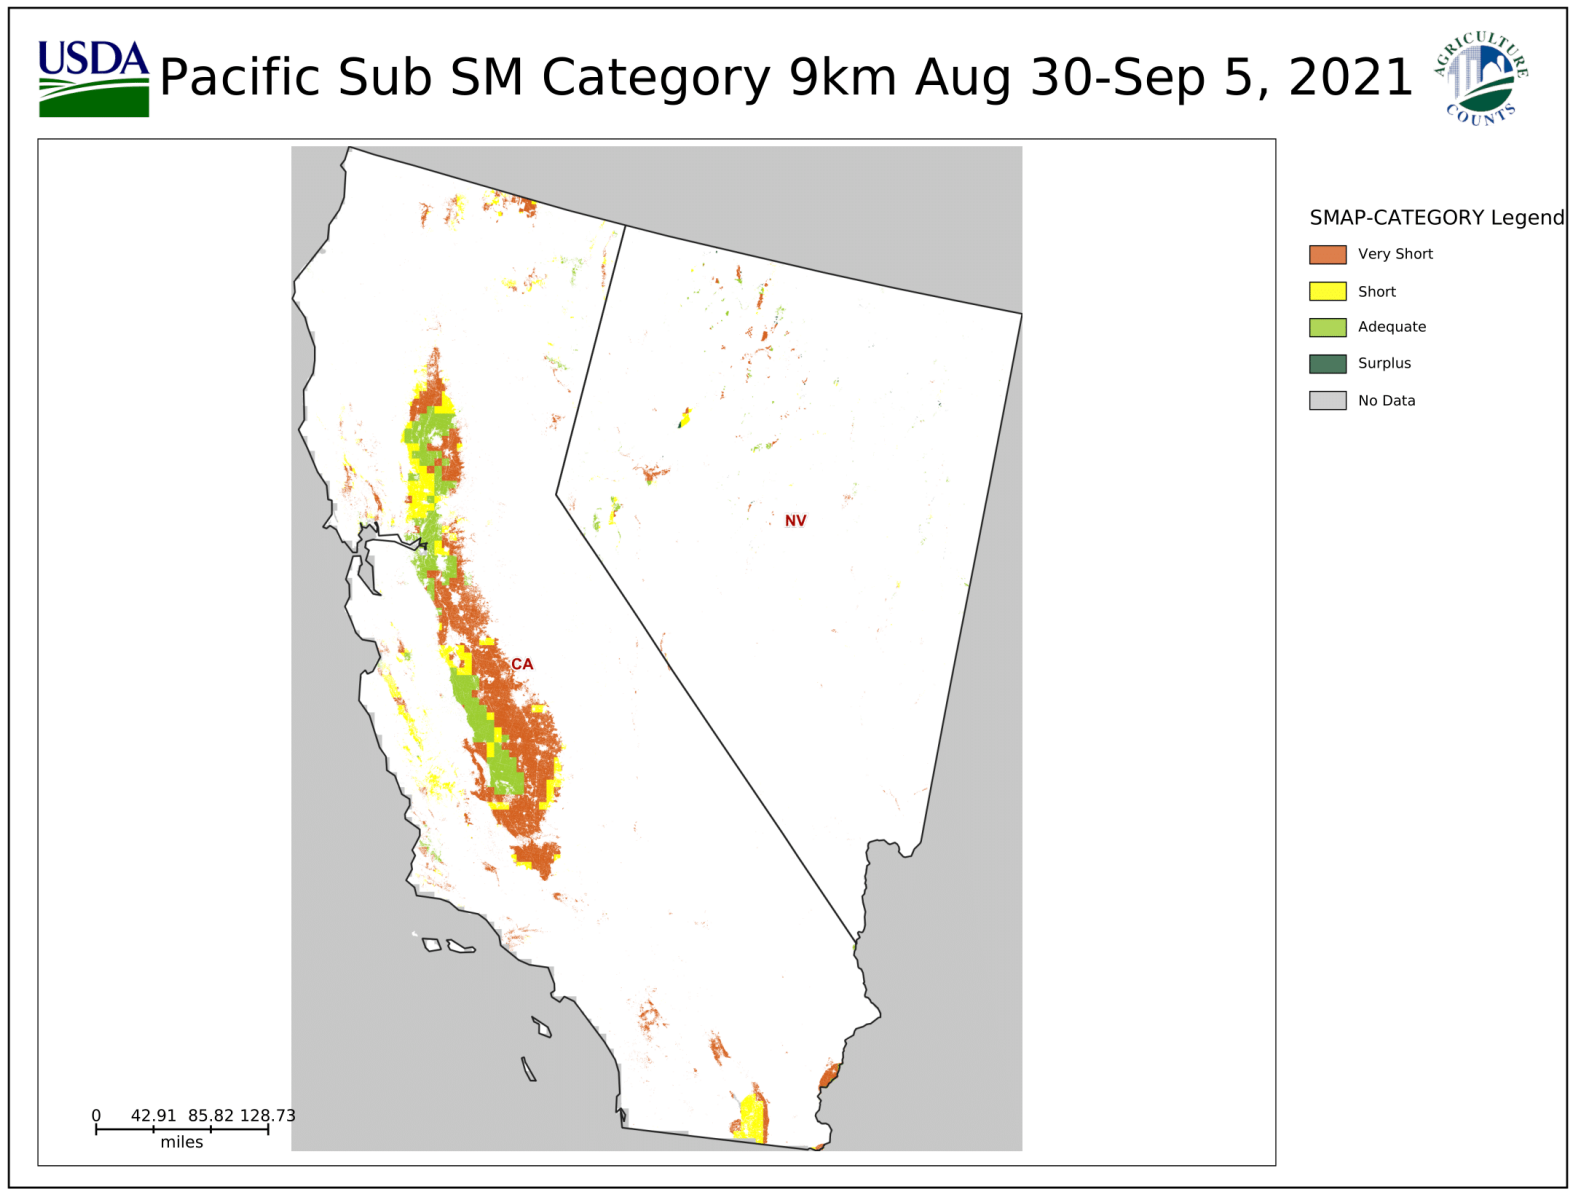 USDA
Pacific Sub SM Category 9km Aug 30-Sep 5, 2021
AGRICULTURE
COUNTS
SMAP-CATEGORY Legend
Very Short
Short
Adequate
Surplus
No Data
NV
CA
0 42.91 85.82 128.73
miles